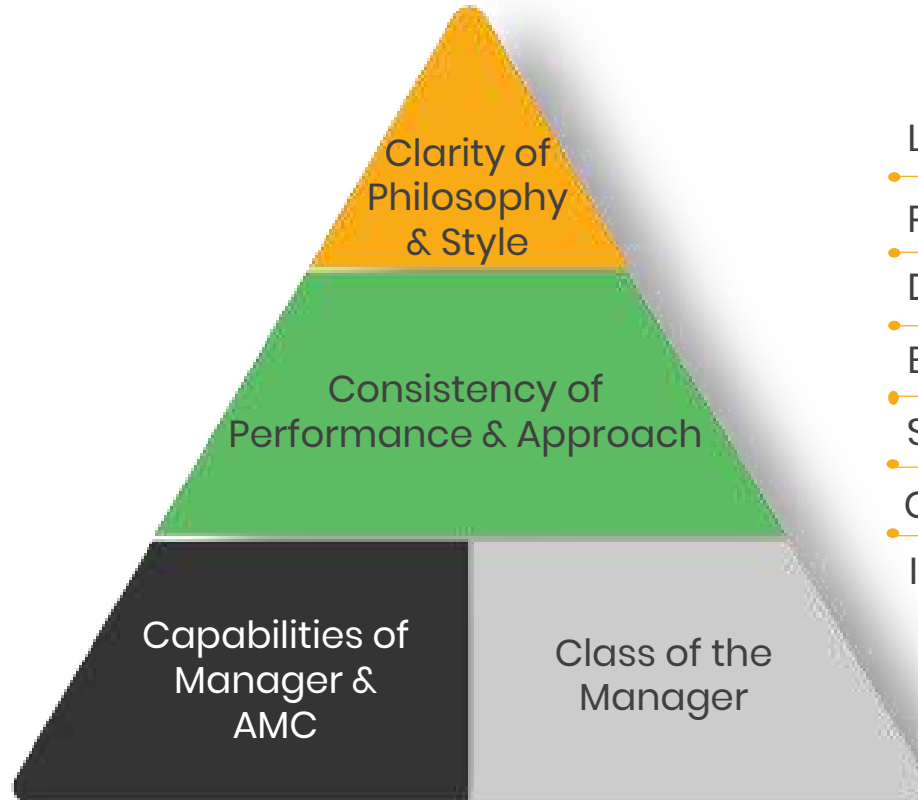 Clarity of
Philosophy
& Style
Consistency of
Performance & Approach
Capabilities of
Manager &
AMC
Class of the
Manager